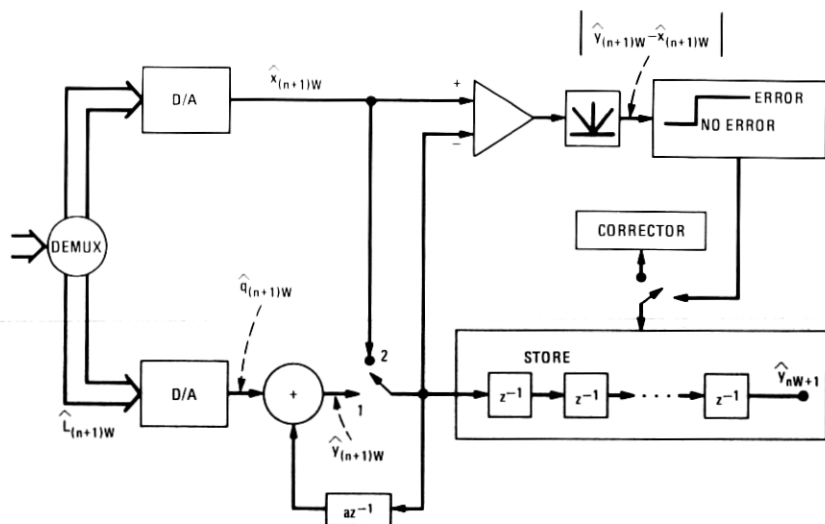 | ŷ(n+1)W − x̂(n+1)W |
D/A
x̂(n+1)W
+
−
ERROR
NO ERROR
CORRECTOR
DEMUX
q̂(n+1)W
D/A
+
2
1
STORE
z⁻¹
z⁻¹
· · · ·
z⁻¹
ŷnW+1
L̂(n+1)W
ŷ(n+1)W
az⁻¹